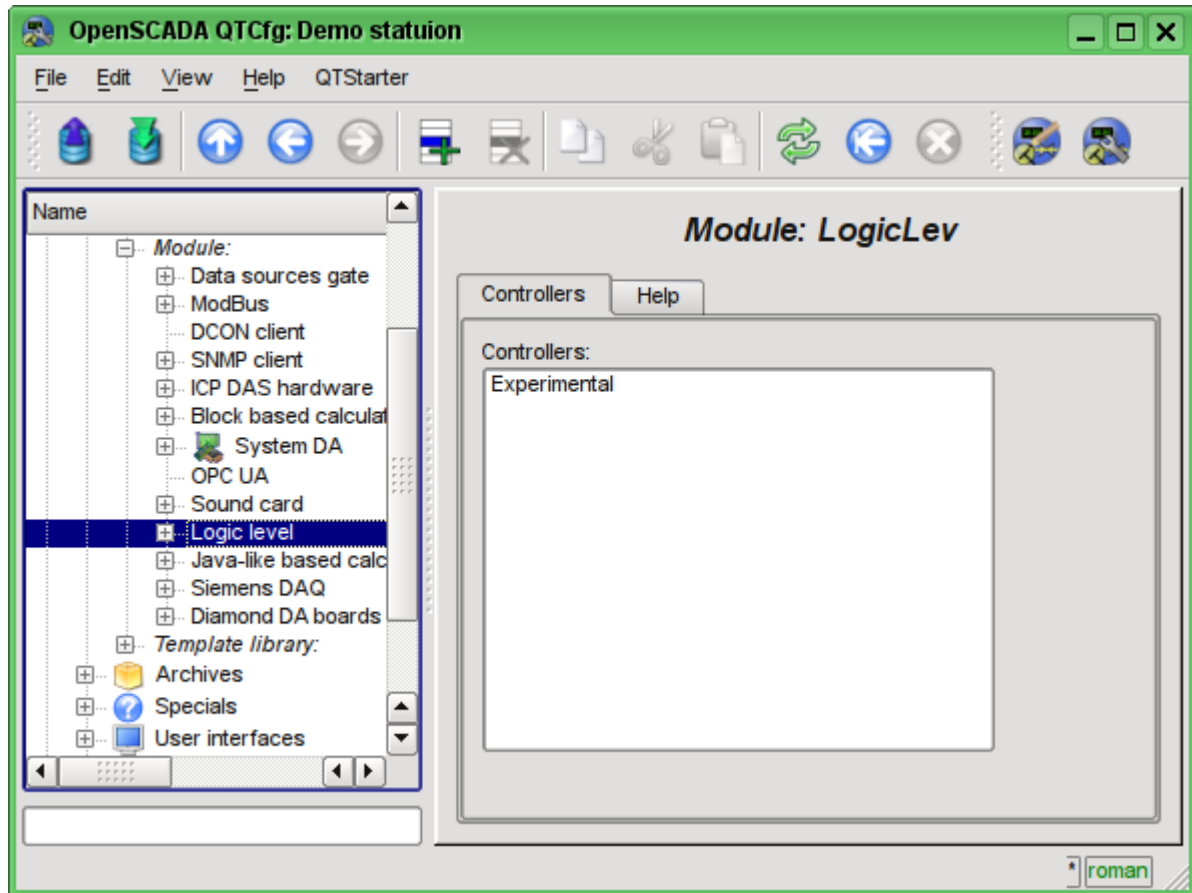 OpenSCADA QTCfg: Demo statuion
File Edit View Help QTStarter
Name
Module:
Data sources gate
ModBus
DCON client
SNMP client
ICP DAS hardware
Block based calculat
System DA
OPC UA
Sound card
Logic level
Java-like based calc
Siemens DAQ
Diamond DA boards
Template library:
Archives
Specials
User interfaces
Module: LogicLev
Controllers Help
Controllers:
Experimental
* roman